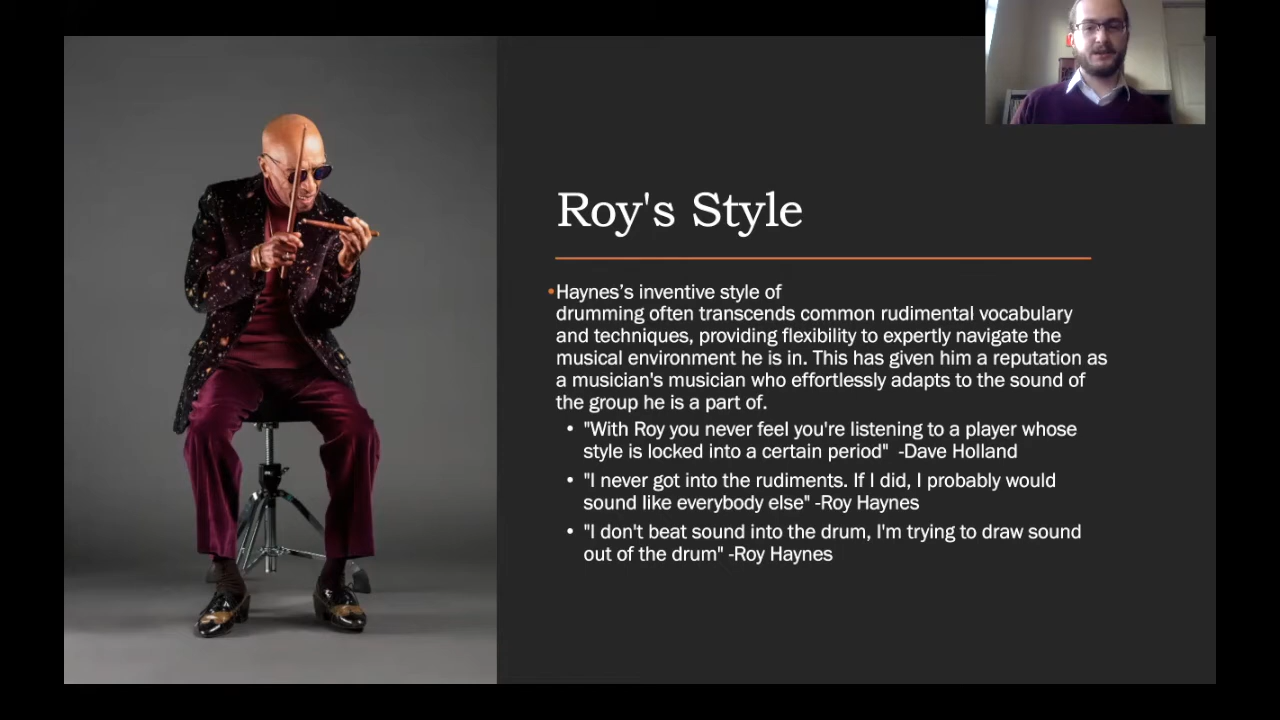 Roy's Style
•Haynes’s inventive style of
drumming often transcends common rudimental vocabulary
and techniques, providing flexibility to expertly navigate the
musical environment he is in. This has given him a reputation as
a musician's musician who effortlessly adapts to the sound of
the group he is a part of.
• "With Roy you never feel you're listening to a player whose
style is locked into a certain period"  -Dave Holland
• "I never got into the rudiments. If I did, I probably would
sound like everybody else" -Roy Haynes
• "I don't beat sound into the drum, I'm trying to draw sound
out of the drum" -Roy Haynes